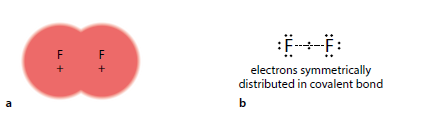 F F
+ +
a
:F̤̈--÷--F̤̈:
electrons symmetrically
distributed in covalent bond
b